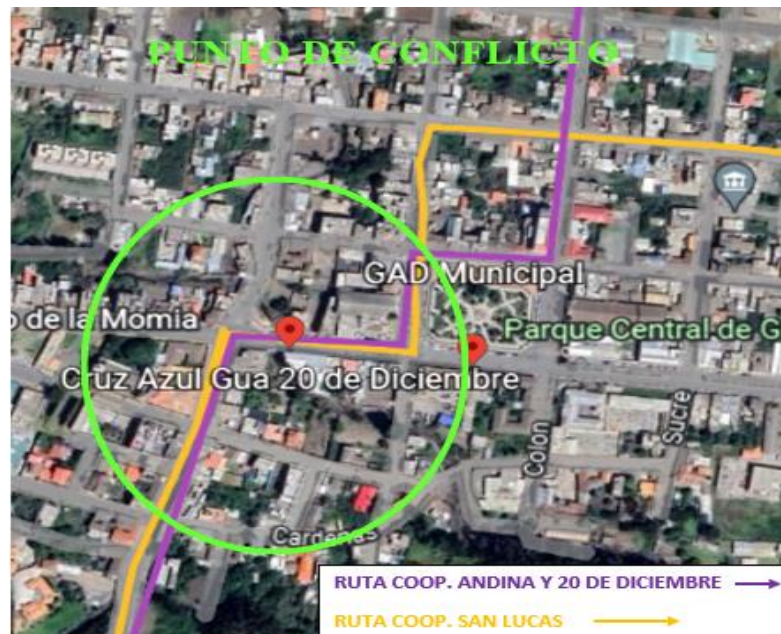 PUNTO DE CONFLICTO
GAD Municipal
o de la Momia
Parque Central de G
Cruz Azul Gua 20 de Diciembre
Colon
Sucre
Cardenas
RUTA COOP. ANDINA Y 20 DE DICIEMBRE
RUTA COOP. SAN LUCAS